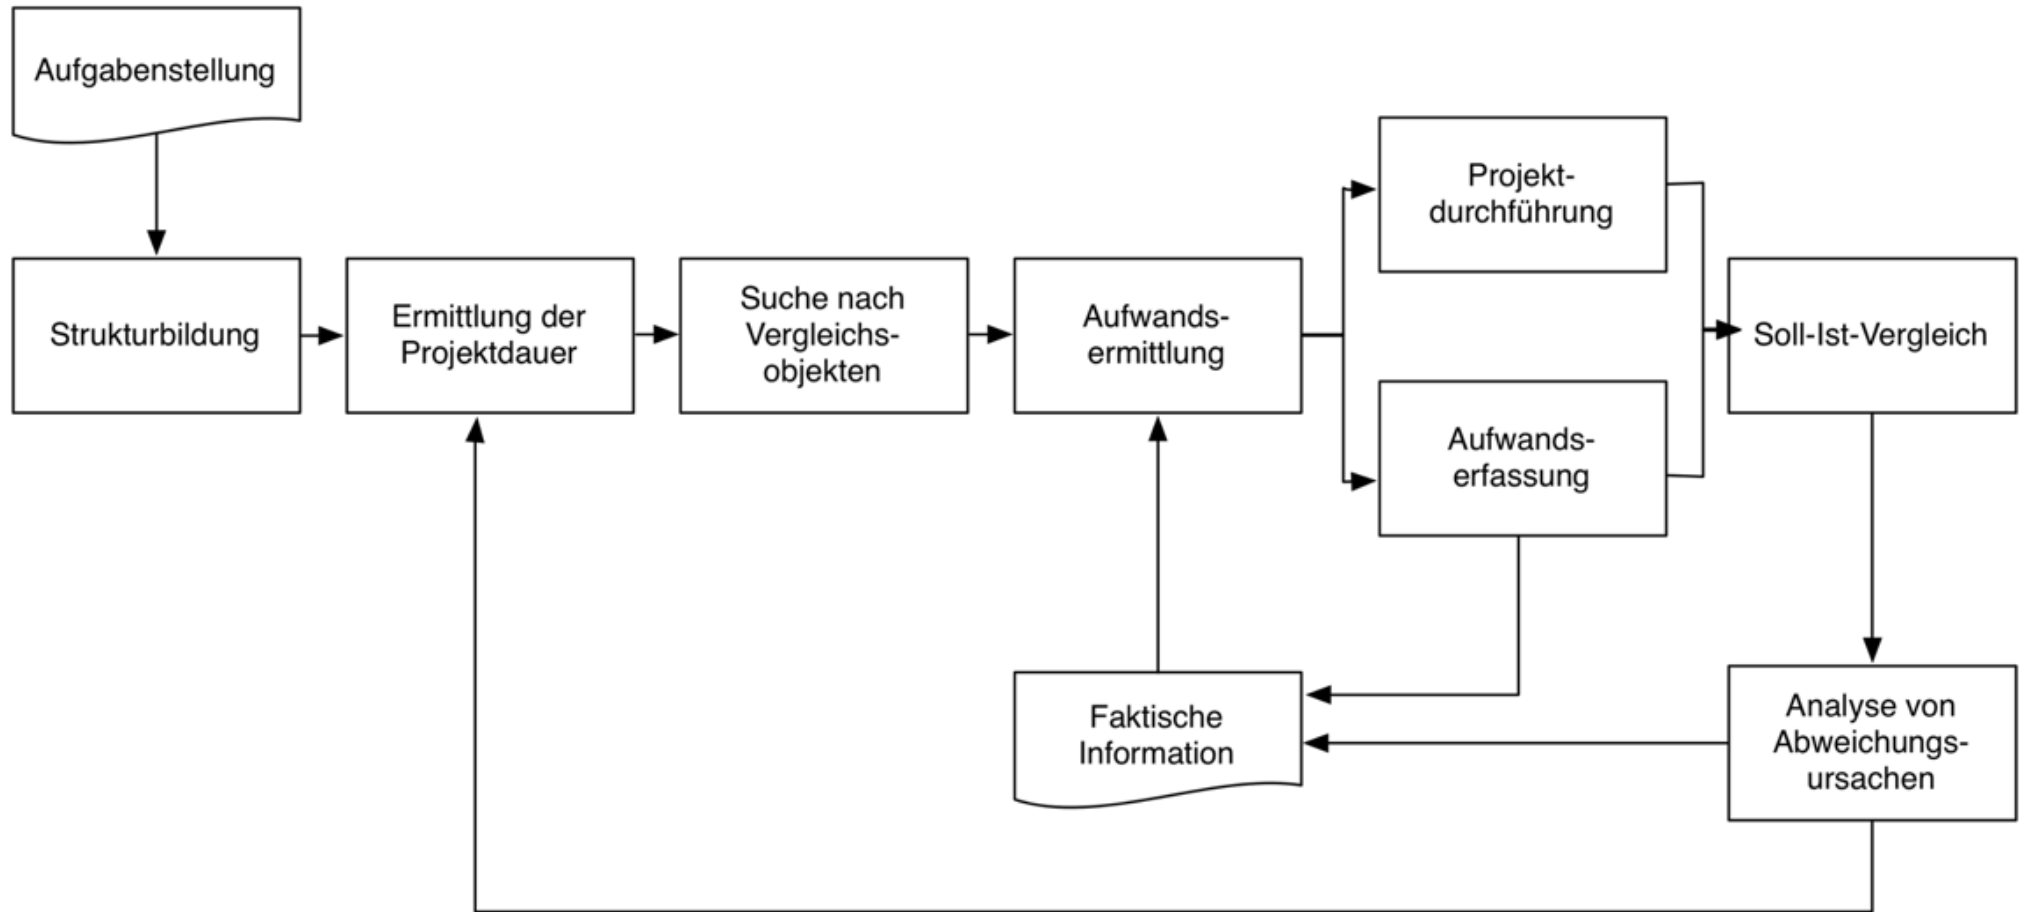 Aufgabenstellung
Strukturbildung
Ermittlung der
Projektdauer
Suche nach
Vergleichs-
objekten
Aufwands-
ermittlung
Projekt-
durchführung
Aufwands-
erfassung
Soll-Ist-Vergleich
Faktische
Information
Analyse von
Abweichungs-
ursachen